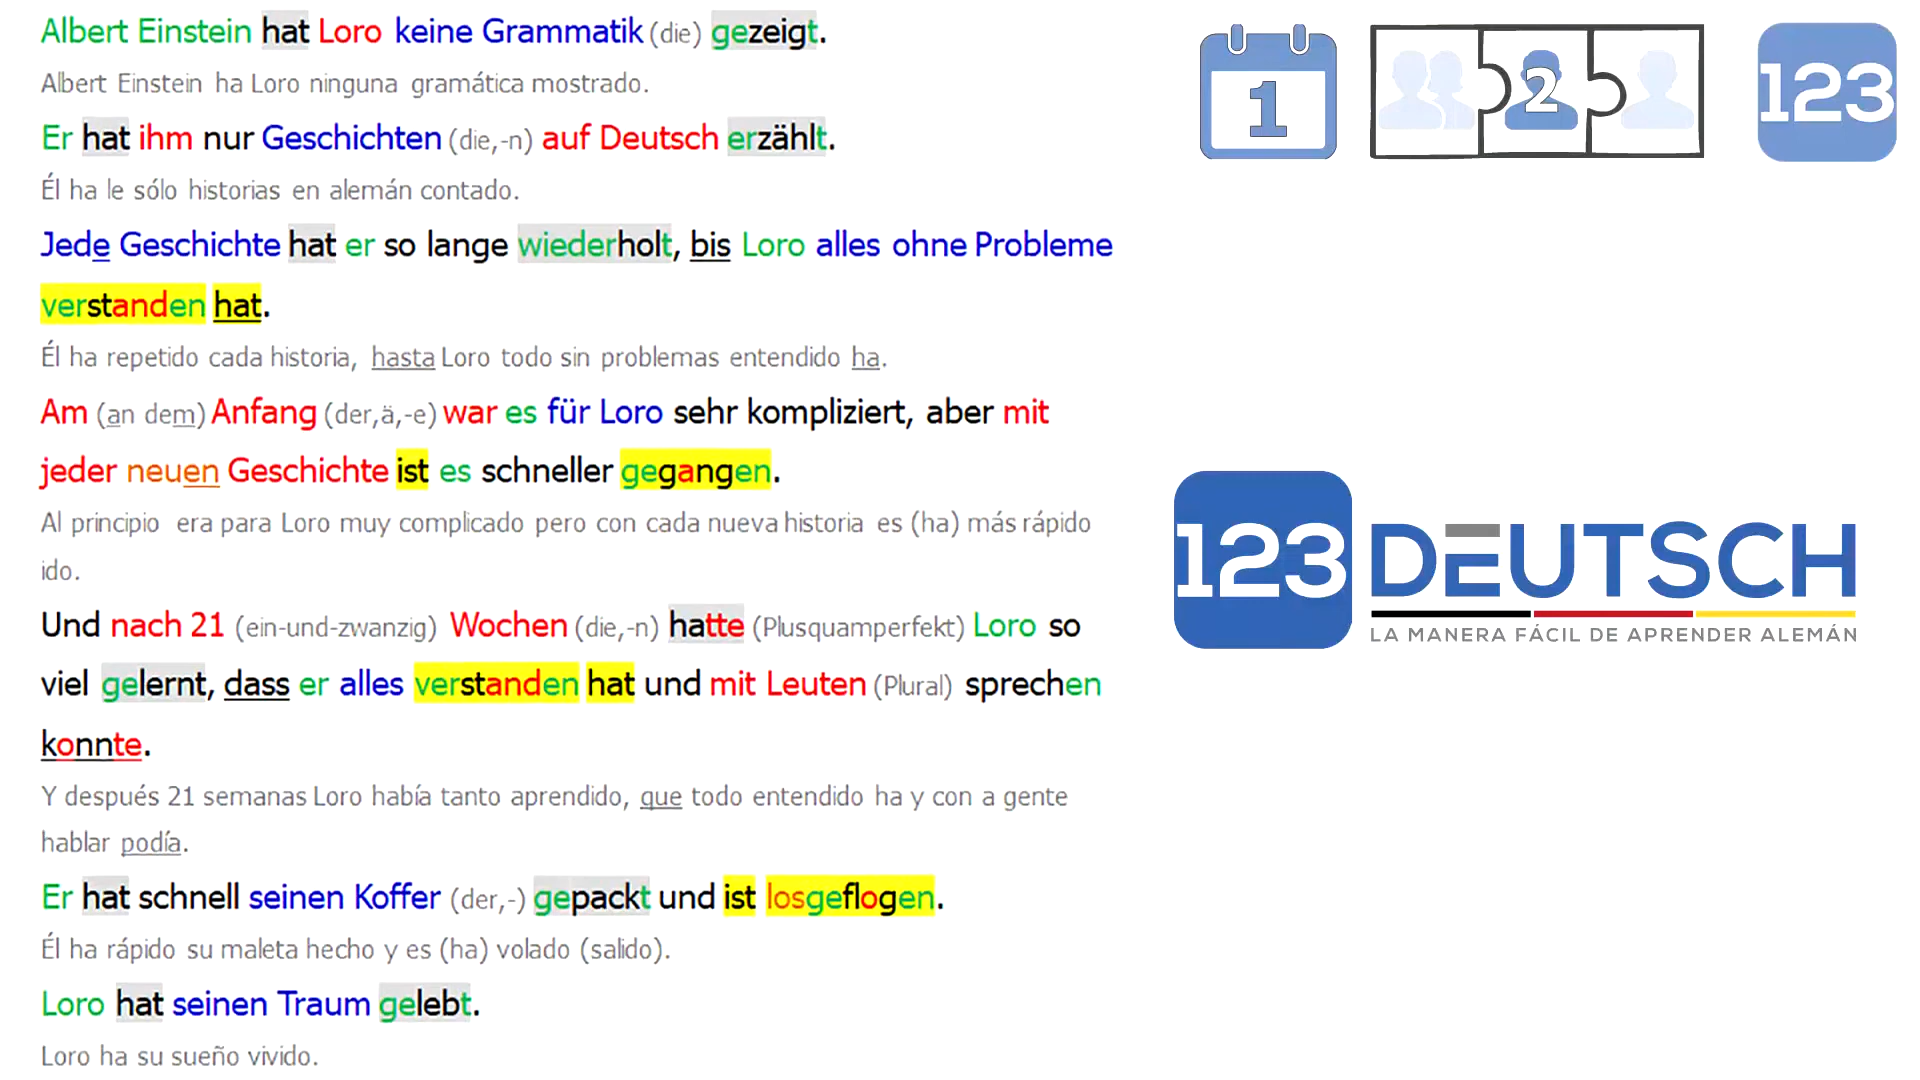 Albert Einstein hat Loro keine Grammatik (die) gezeigt.
Albert Einstein ha Loro ninguna gramática mostrado.
Er hat ihm nur Geschichten (die,-n) auf Deutsch erzählt.
Él ha le sólo historias en alemán contado.
Jede Geschichte hat er so lange wiederholt, bis Loro alles ohne Probleme
verstanden hat.
Él ha repetido cada historia, hasta Loro todo sin problemas entendido ha.
Am (an dem) Anfang (der,ä,-e) war es für Loro sehr kompliziert, aber mit
jeder neuen Geschichte ist es schneller gegangen.
Al principio era para Loro muy complicado pero con cada nueva historia es (ha) más rápido
ido.
Und nach 21 (ein-und-zwanzig) Wochen (die,-n) hatte (Plusquamperfekt) Loro so
viel gelernt, dass er alles verstanden hat und mit Leuten (Plural) sprechen
konnte.
Y después 21 semanas Loro había tanto aprendido, que todo entendido ha y con a gente
hablar podía.
Er hat schnell seinen Koffer (der,-) gepackt und ist losgeflogen.
Él ha rápido su maleta hecho y es (ha) volado (salido).
Loro hat seinen Traum gelebt.
Loro ha su sueño vivido.
1
2
123
123 DEUTSCH
LA MANERA FÁCIL DE APRENDER ALEMÁN